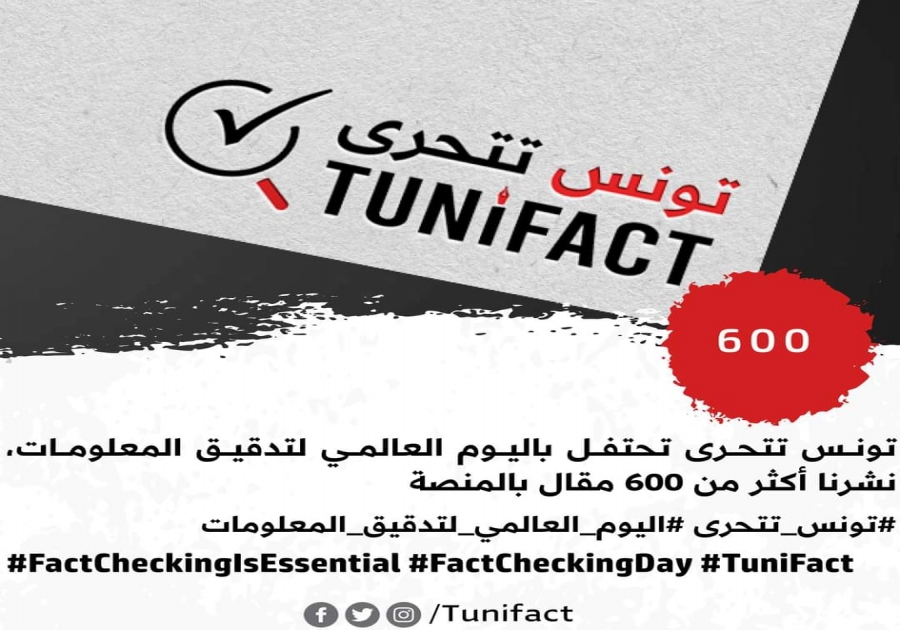 تونس تتحرى
TUNiFACT
600
تونس تتحرى تحتفل باليوم العالمي لتدقيق المعلومات،
نشرنا أكثر من 600 مقال بالمنصة
#تونس_تتحرى #اليوم_العالمي_لتدقيق_المعلومات
#FactCheckingIsEssential #FactCheckingDay #TuniFact
/Tunifact